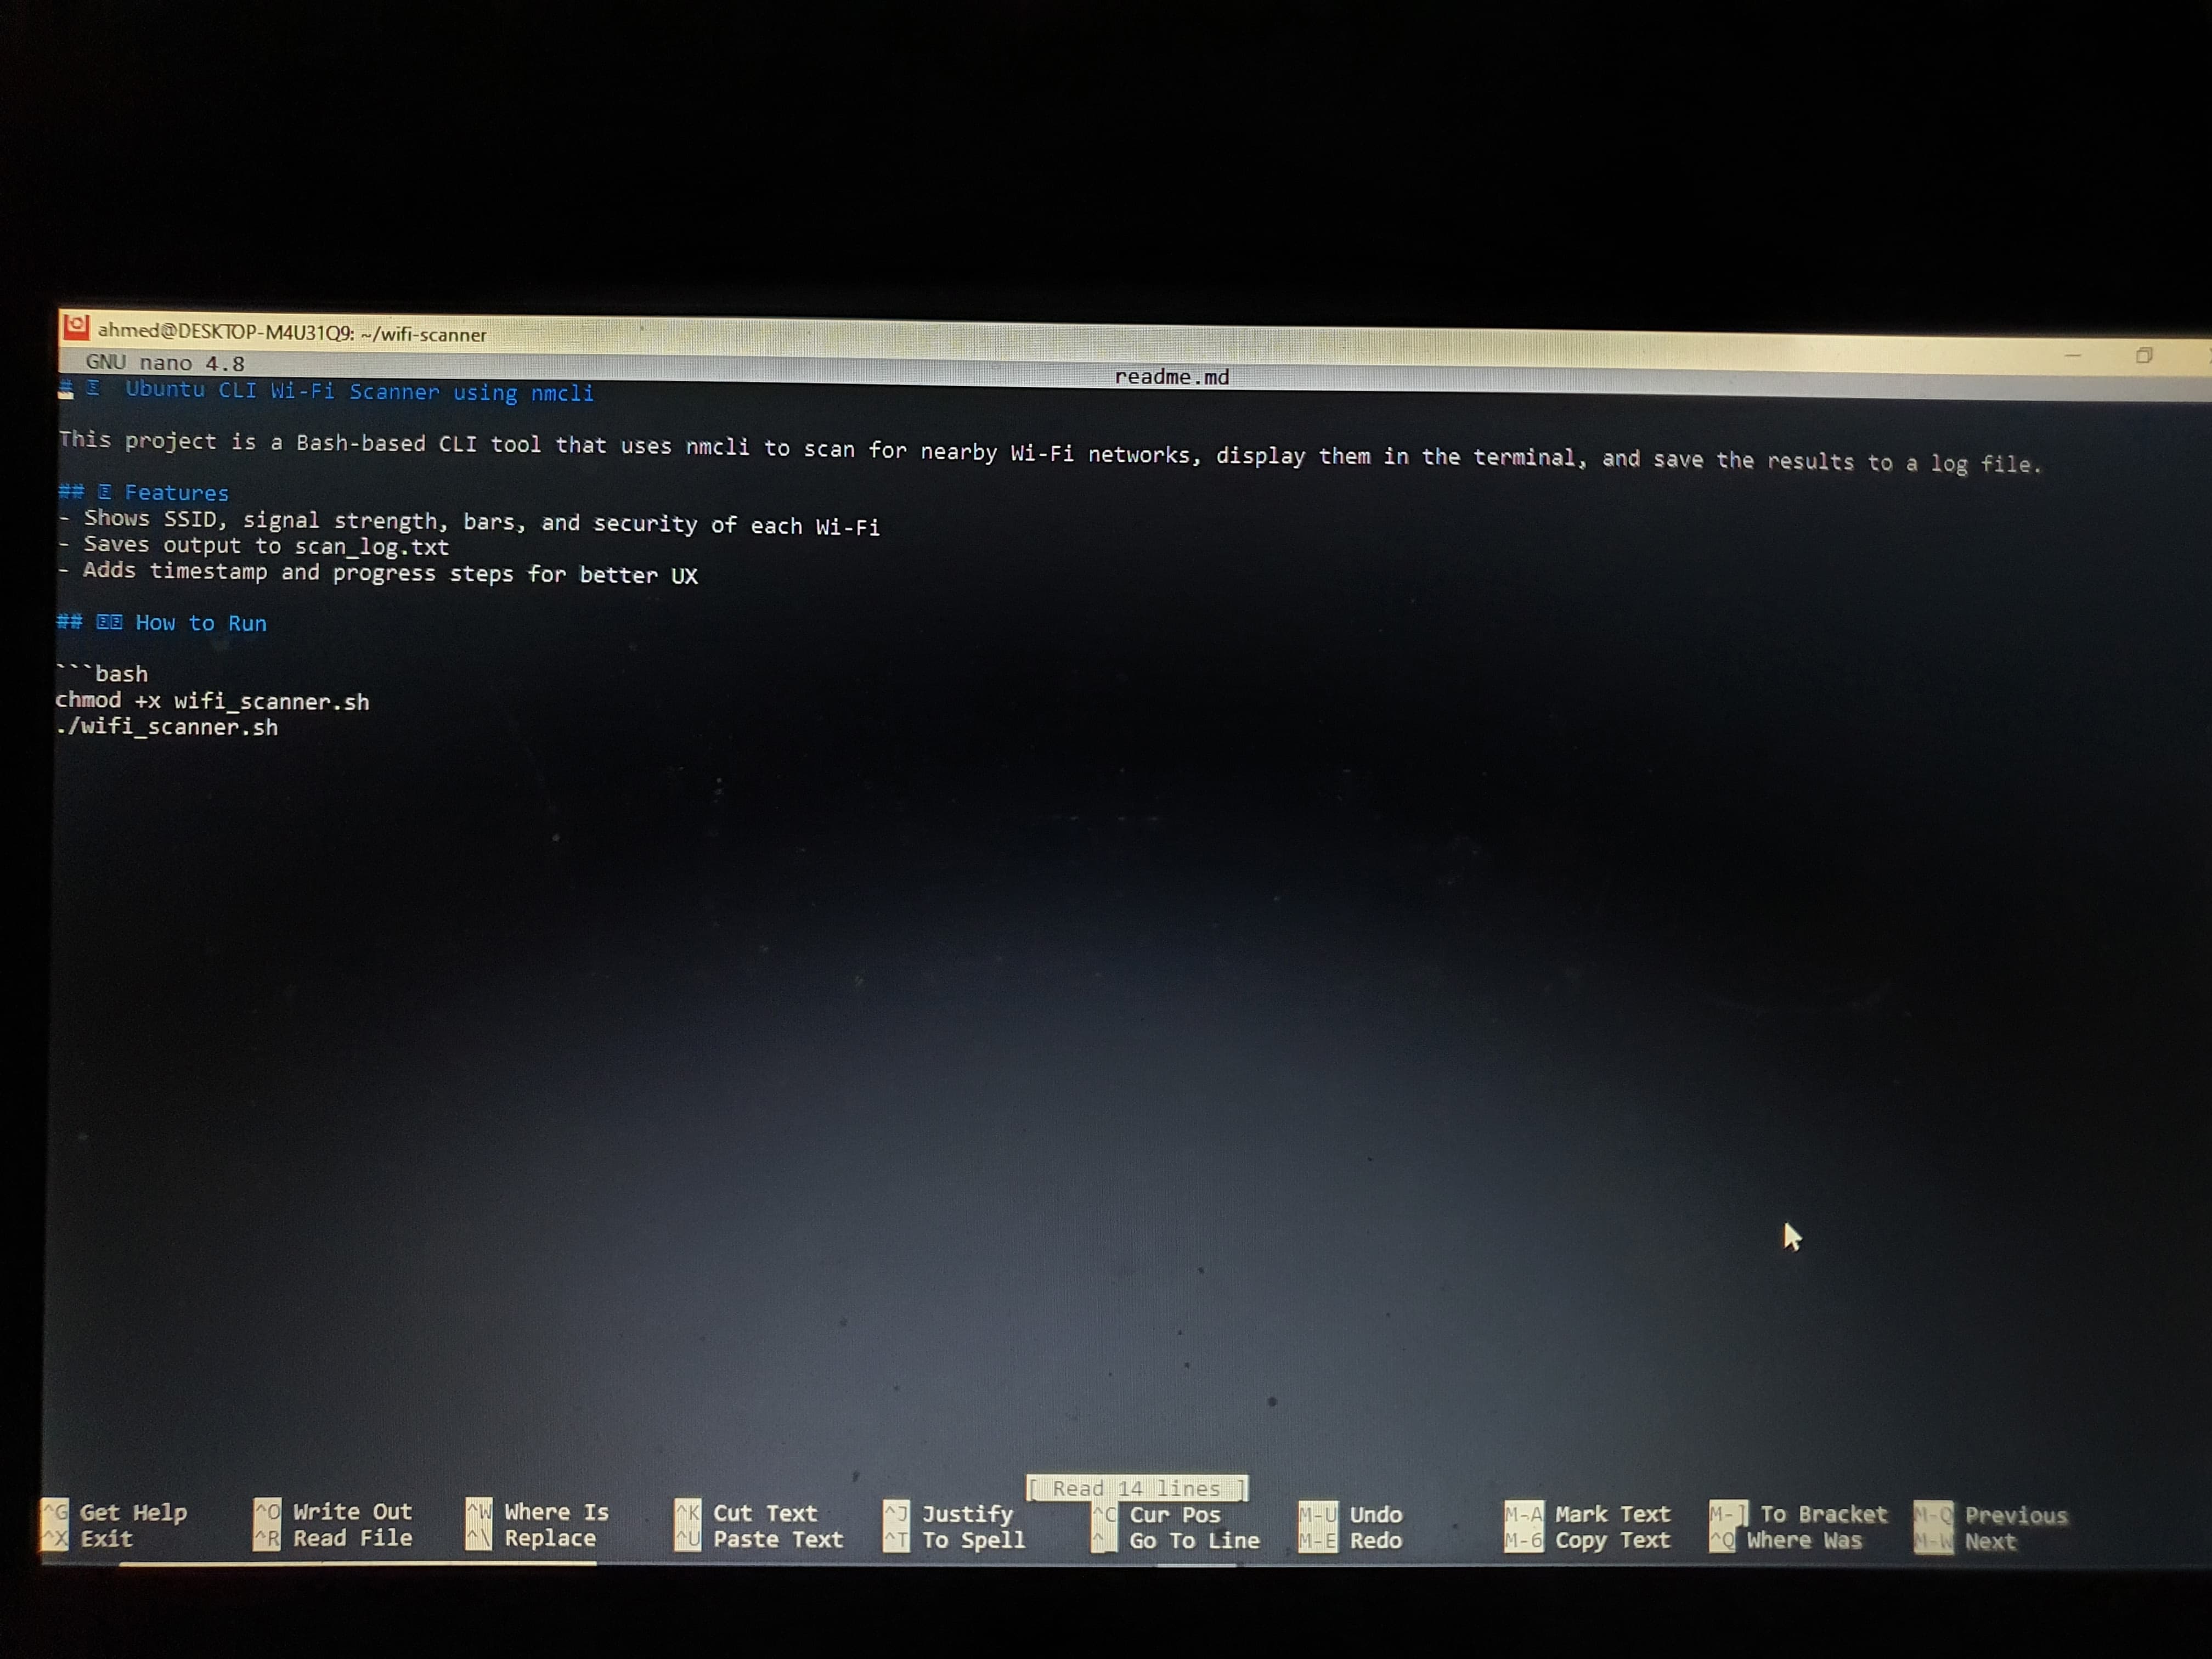 ahmed@DESKTOP-M4U31Q9: ~/wifi-scanner
GNU nano 4.8 readme.md
# Ubuntu CLI Wi-Fi Scanner using nmcli
This project is a Bash-based CLI tool that uses nmcli to scan for nearby Wi-Fi networks, display them in the terminal, and save the results to a log file.
## Features
- Shows SSID, signal strength, bars, and security of each Wi-Fi
- Saves output to scan_log.txt
- Adds timestamp and progress steps for better UX
## How to Run
```bash
chmod +x wifi_scanner.sh
./wifi_scanner.sh
[ Read 14 lines ]
^G Get Help ^O Write Out ^W Where Is ^K Cut Text ^J Justify ^C Cur Pos M-U Undo M-A Mark Text M-] To Bracket M-Q Previous
^X Exit ^R Read File ^\ Replace ^U Paste Text ^T To Spell ^_ Go To Line M-E Redo M-6 Copy Text ^Q Where Was M-W Next